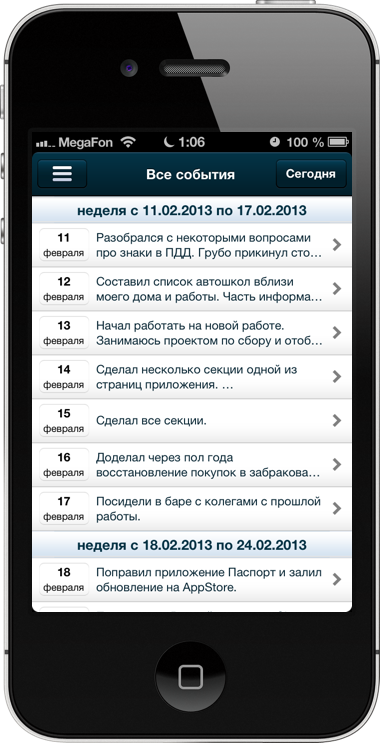 MegaFon 1:06 100 %
Все события
Сегодня
неделя с 11.02.2013 по 17.02.2013
11
февраля
Разобрался с некоторыми вопросами
про знаки в ПДД. Грубо прикинул сто...
12
февраля
Составил список автошкол вблизи
моего дома и работы. Часть информа...
13
февраля
Начал работать на новой работе.
Занимаюсь проектом по сбору и отоб...
14
февраля
Сделал несколько секции одной из
страниц приложения. ...
15
февраля
Сделал все секции.
16
февраля
Доделал через пол года
восстановление покупок в забракова...
17
февраля
Посидели в баре с колегами с прошлой
работы.
неделя с 18.02.2013 по 24.02.2013
18
февраля
Поправил приложение Паспорт и залил
обновление на AppStore.